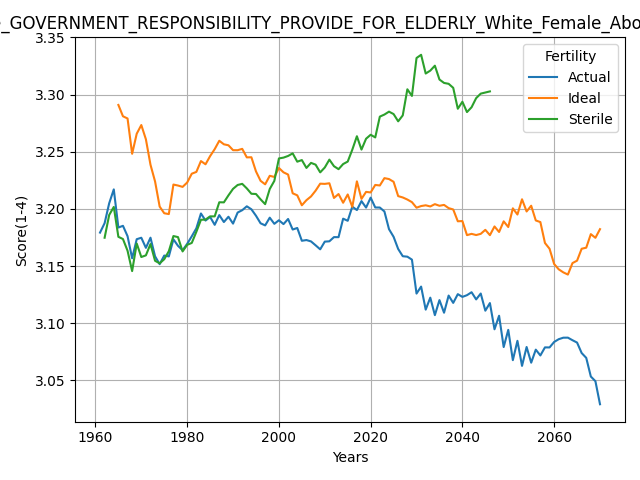 _GOVERNMENT_RESPONSIBILITY_PROVIDE_FOR_ELDERLY_White_Female_Abo
3.35
3.30
3.25
3.20
3.15
3.10
3.05
Score(1-4)
Fertility
Actual
Ideal
Sterile
1960
1980
2000
2020
2040
2060
Years